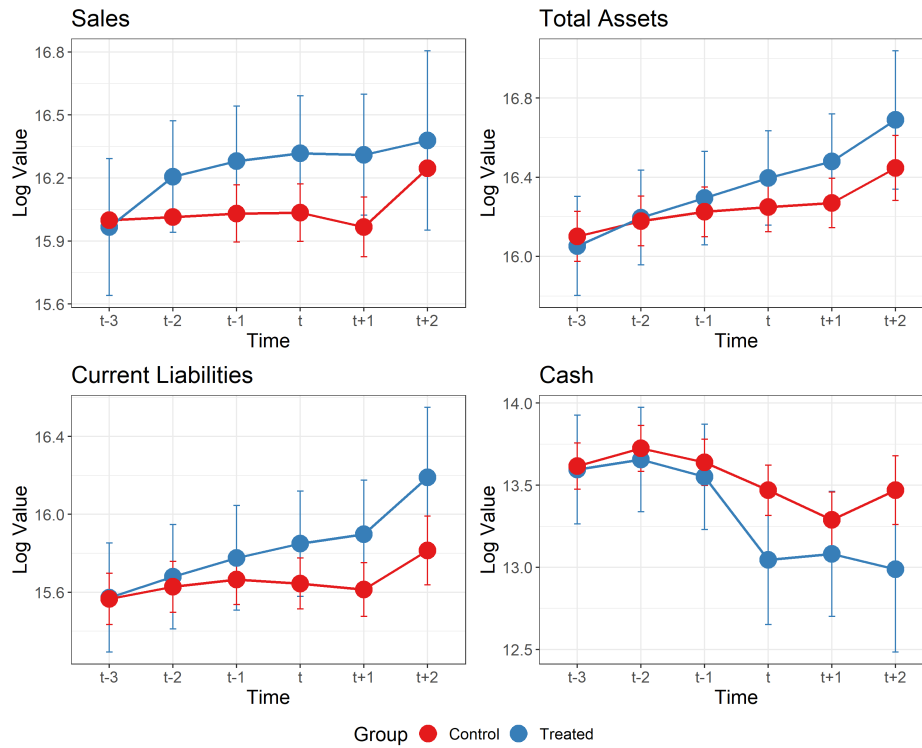 Sales
Log Value
16.8
16.5
16.2
15.9
15.6
t-3 t-2 t-1 t t+1 t+2
Time
Total Assets
Log Value
16.8
16.4
16.0
t-3 t-2 t-1 t t+1 t+2
Time
Current Liabilities
Log Value
16.4
16.0
15.6
t-3 t-2 t-1 t t+1 t+2
Time
Cash
Log Value
14.0
13.5
13.0
12.5
t-3 t-2 t-1 t t+1 t+2
Time
Group Control Treated